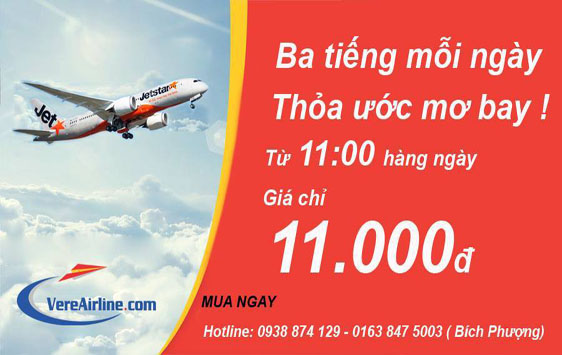 Ba tiếng mỗi ngày
Thỏa ước mơ bay !
Từ 11:00 hàng ngày
Giá chỉ
11.000đ
MUA NGAY
Hotline: 0938 874 129 - 0163 847 5003 ( Bích Phượng)
Jetstar
Jet
VereAirline.com